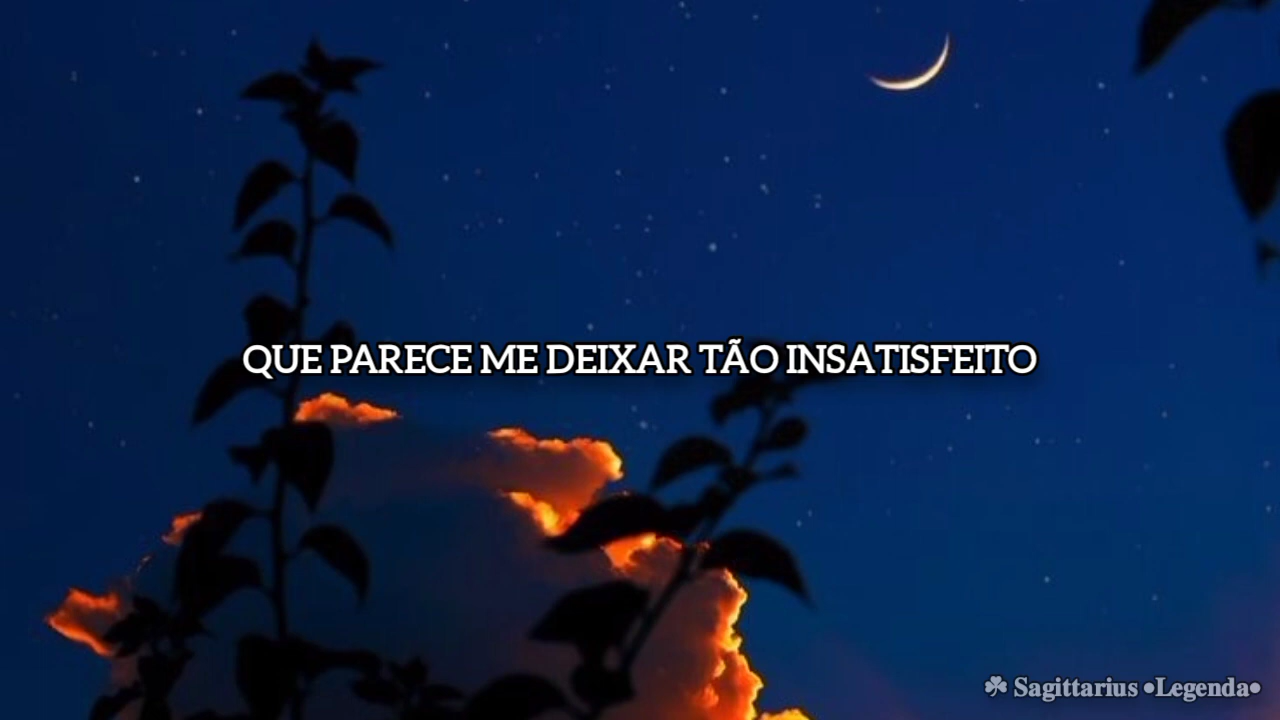 QUE PARECE ME DEIXAR TÃO INSATISFEITO
☘ Sagittarius •Legenda•